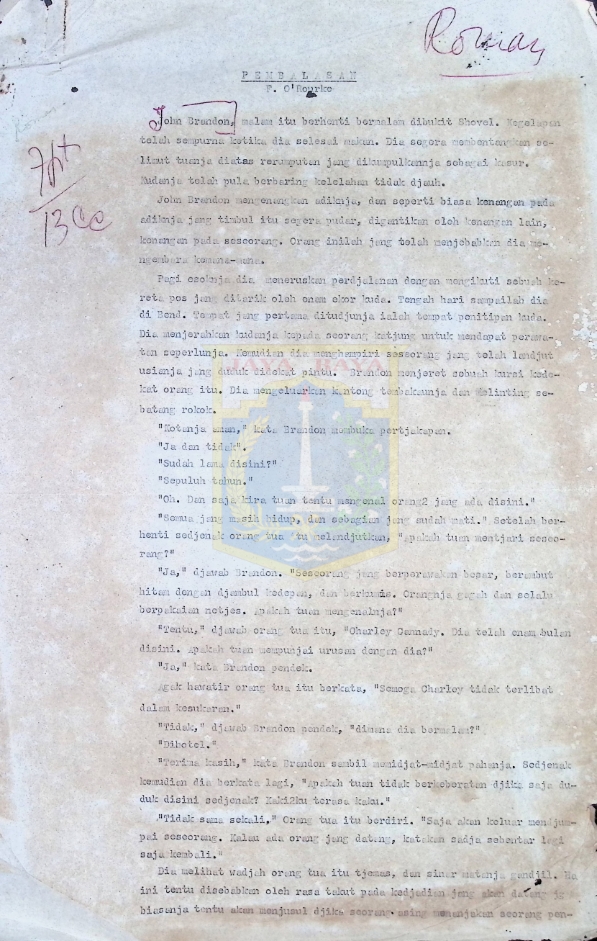 Roman
PEMBALASAN
F. O'Rourke
7pt
13 cc
John Brandon, malam itu berhenti bermalam dibukit Shovel. Kegelapan
telah sempurna ketika dia selesai makan. Dia segera membentangkan se-
limut tuanja diatas rerumputan jang dikumpulkannja sebagai kasur.
Kudanja telah pula berbaring kelelahan tidak djauh.
John Brandon mengenangkan adiknja, dan seperti biasa kenangan pada
adiknja jang timbul itu segera pudar, digantikan oleh kenangan lain,
kenangan pada seseorang. Orang inilah jang telah menjebabkan dia me-
ngembara kemana-mana.
Pagi esoknja dia meneruskan perdjalanan dengan mengikuti sebuah ke-
reta pos jang ditarik oleh enam ekor kuda. Tengah hari sampailah dia
di Bend. Tempat jang pertama ditudjunja ialah tempat penitipan kuda.
Dia menjerahkan kudanja kepada seorang katjung untuk mendapat perawa-
tan seperlunja. Kemudian dia menghampiri seseorang jang telah landjut
usianja jang duduk didekat pintu. Brandon menjeret sebuah kursi kede-
kat orang itu. Dia mengeluarkan kantong tembakaunja dan melinting se-
batang rokok.
"Kotanja aman," kata Brandon membuka pertjakapan.
"Ja dan tidak".
"Sudah lama disini?"
"Sepuluh tahun."
"Oh. Dan saja kira tuan tentu mengenal orang2 jang ada disini."
"Semua jang masih hidup, dan sebagian jang sudah mati." Setelah ber-
henti sedjenak orang tua itu melandjutkan, "Apakah tuan mentjari seseo-
rang?"
"Ja," djawab Brandon. "Seseorang jang berperawakan besar, berambut
hitam dengan djambul kedepan, dan berkumis. Orangnja gagah dan selalu
berpakaian netjes. Apakah tuan mengenalnja?"
"Tentu," djawab orang tua itu, "Charley Cannady. Dia telah enam bulan
disini. Apakah tuan mempunjai urusan dengan dia?"
"Ja," kata Brandon pendek.
Agak hawatir orang tua itu berkata, "Semoga Charley tidak terlibat
dalam kesukaran."
"Tidak," djawab Brandon pendek, "dimana dia bermalam?"
"Dihotel."
"Terima kasih," kata Brandon sambil memidjat-midjat pahanja. Sedjenak
kemudian dia berkata lagi, "Apakah tuan tidak berkeberatan djika saja du-
duk disini sedjenak? Kaki2ku terasa kaku."
"Tidak sama sekali," Orang tua itu berdiri. "Saja akan keluar mendjum-
pai seseorang. Kalau ada orang jang datang, katakan sadja sebentar lagi
saja kembali."
Dia melihat wadjah orang tua itu tjemas, dan sinar matanja gandjil. Ha
ini tentu disebabkan oleh rasa takut pada kedjadian jang akan datang jg
biasanja tentu akan menjusul djika seorang asing menanjakan seorang pen-